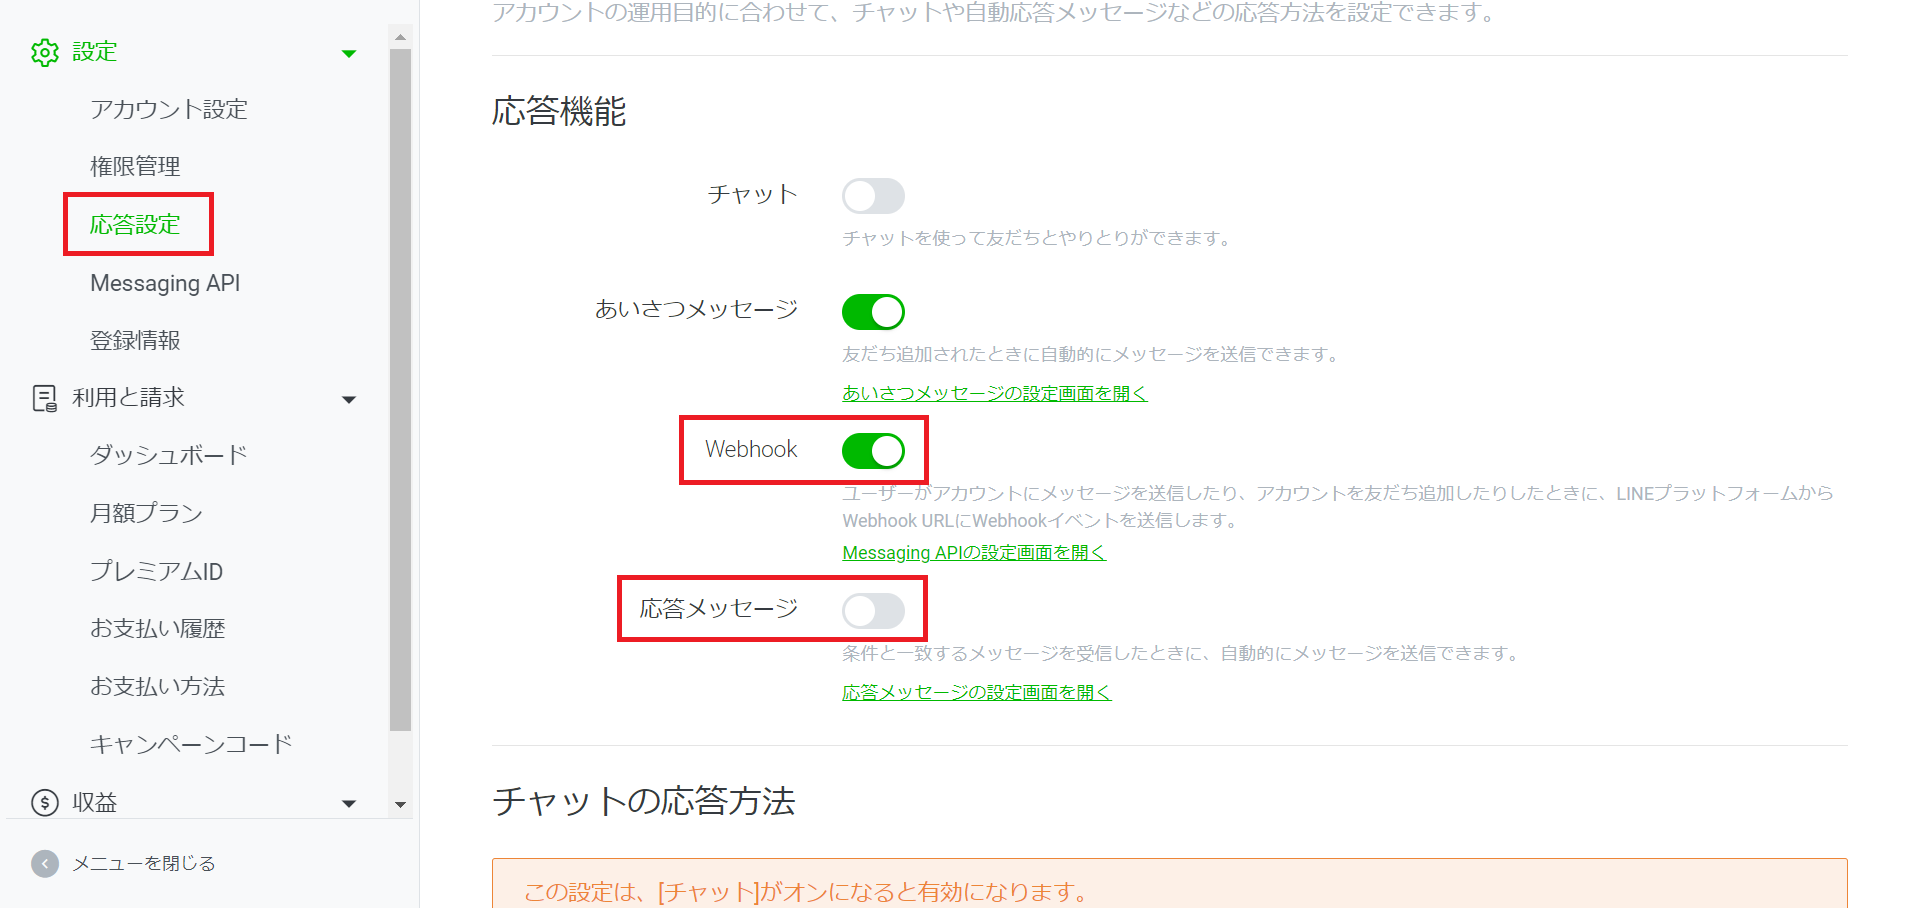 設定
アカウント設定
権限管理
応答設定
Messaging API
登録情報
利用と請求
ダッシュボード
月額プラン
プレミアムID
お支払い履歴
お支払い方法
キャンペーンコード
収益
メニューを閉じる
アカウントの運用目的に合わせて、チャットや自動応答メッセージなどの応答方法を設定できます。
応答機能
チャット
チャットを使って友だちとやりとりができます。
あいさつメッセージ
友だち追加されたときに自動的にメッセージを送信できます。
あいさつメッセージの設定画面を開く
Webhook
ユーザーがアカウントにメッセージを送信したり、アカウントを友だち追加したりしたときに、LINEプラットフォームから
Webhook URLにWebhookイベントを送信します。
Messaging APIの設定画面を開く
応答メッセージ
条件と一致するメッセージを受信したときに、自動的にメッセージを送信できます。
応答メッセージの設定画面を開く
チャットの応答方法
この設定は、[チャット]がオンになると有効になります。